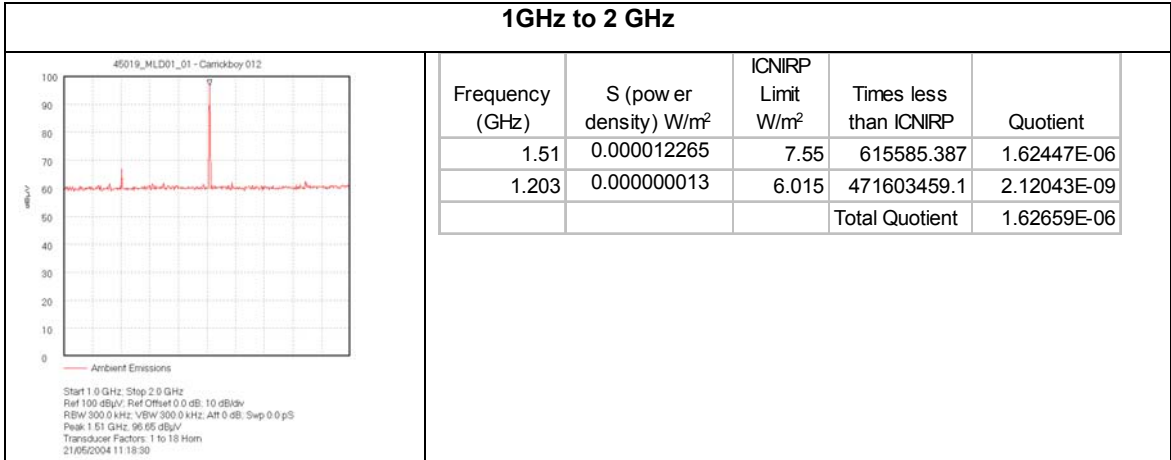 1GHz to 2 GHz
45019_MLD01_01 - Carrickboy 012
100
90
80
70
60
50
40
30
20
10
0
dBµV
Ambient Emissions
Start 1.0 GHz; Stop 2.0 GHz
Ref 100 dBµV; Ref Offset 0.0 dB; 10 dB/div
RBW 300.0 kHz; VBW 300.0 kHz; Att 0 dB; Swp 0.0 pS
Peak 1.51 GHz, 96.65 dBµV
Transducer Factors: 1 to 18 Horn
21/05/2004 11:18:30
Frequency (GHz) S (pow er density) W/m² ICNIRP Limit W/m² Times less than ICNIRP Quotient
1.51 0.000012265 7.55 615585.387 1.62447E-06
1.203 0.000000013 6.015 471603459.1 2.12043E-09
Total Quotient 1.62659E-06